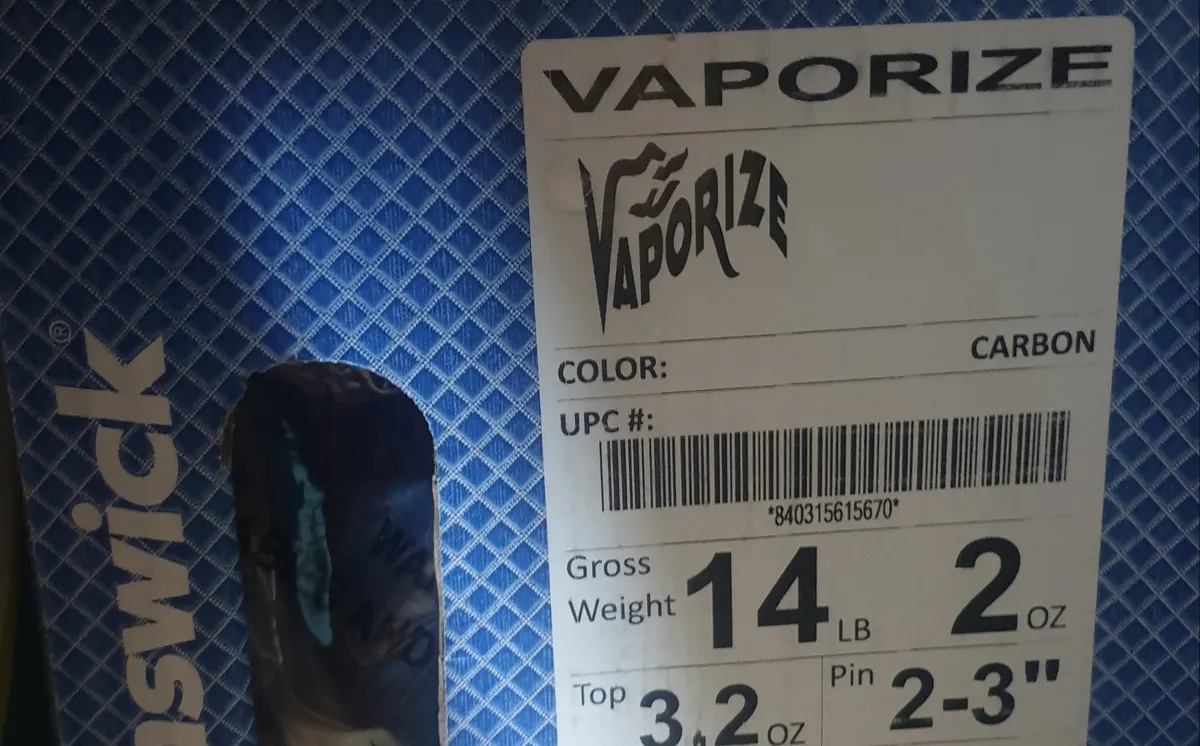 VAPORIZE
VAPORIZE
COLOR: CARBON
UPC #:
*840315615670*
Gross Weight 14 LB 2 OZ
Top 3.2 OZ Pin 2-3"
nswick®